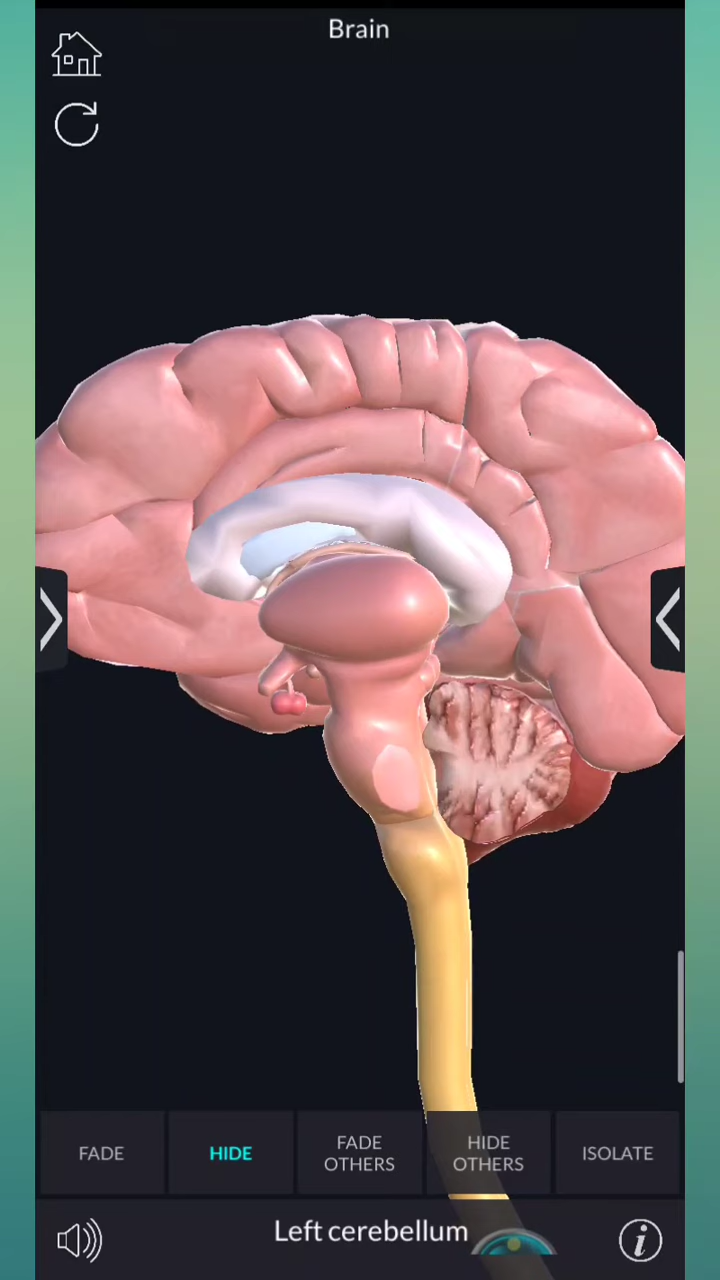 Brain
FADE
HIDE
FADE
OTHERS
HIDE
OTHERS
ISOLATE
Left cerebellum
i